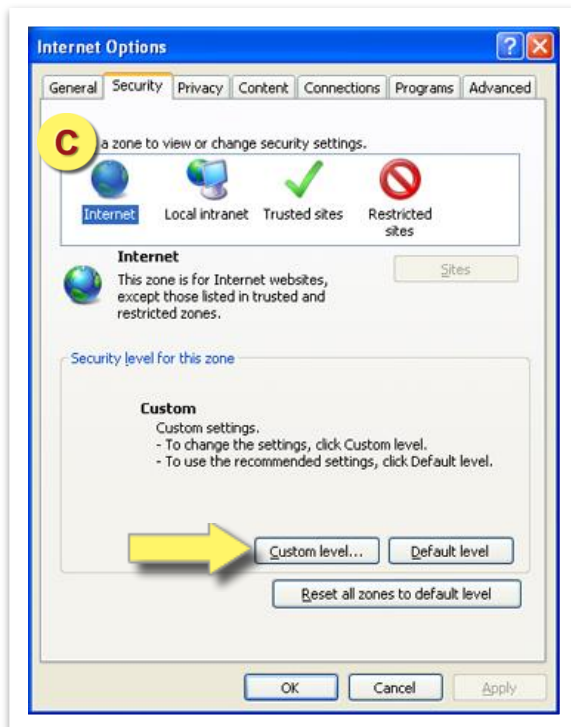 Internet Options
General Security Privacy Content Connections Programs Advanced
C
a zone to view or change security settings.
Internet Local intranet Trusted sites Restricted sites
Internet
This zone is for Internet websites,
except those listed in trusted and
restricted zones.
Sites
Security level for this zone
Custom
Custom settings.
- To change the settings, click Custom level.
- To use the recommended settings, click Default level.
Custom level... Default level
Reset all zones to default level
OK Cancel Apply